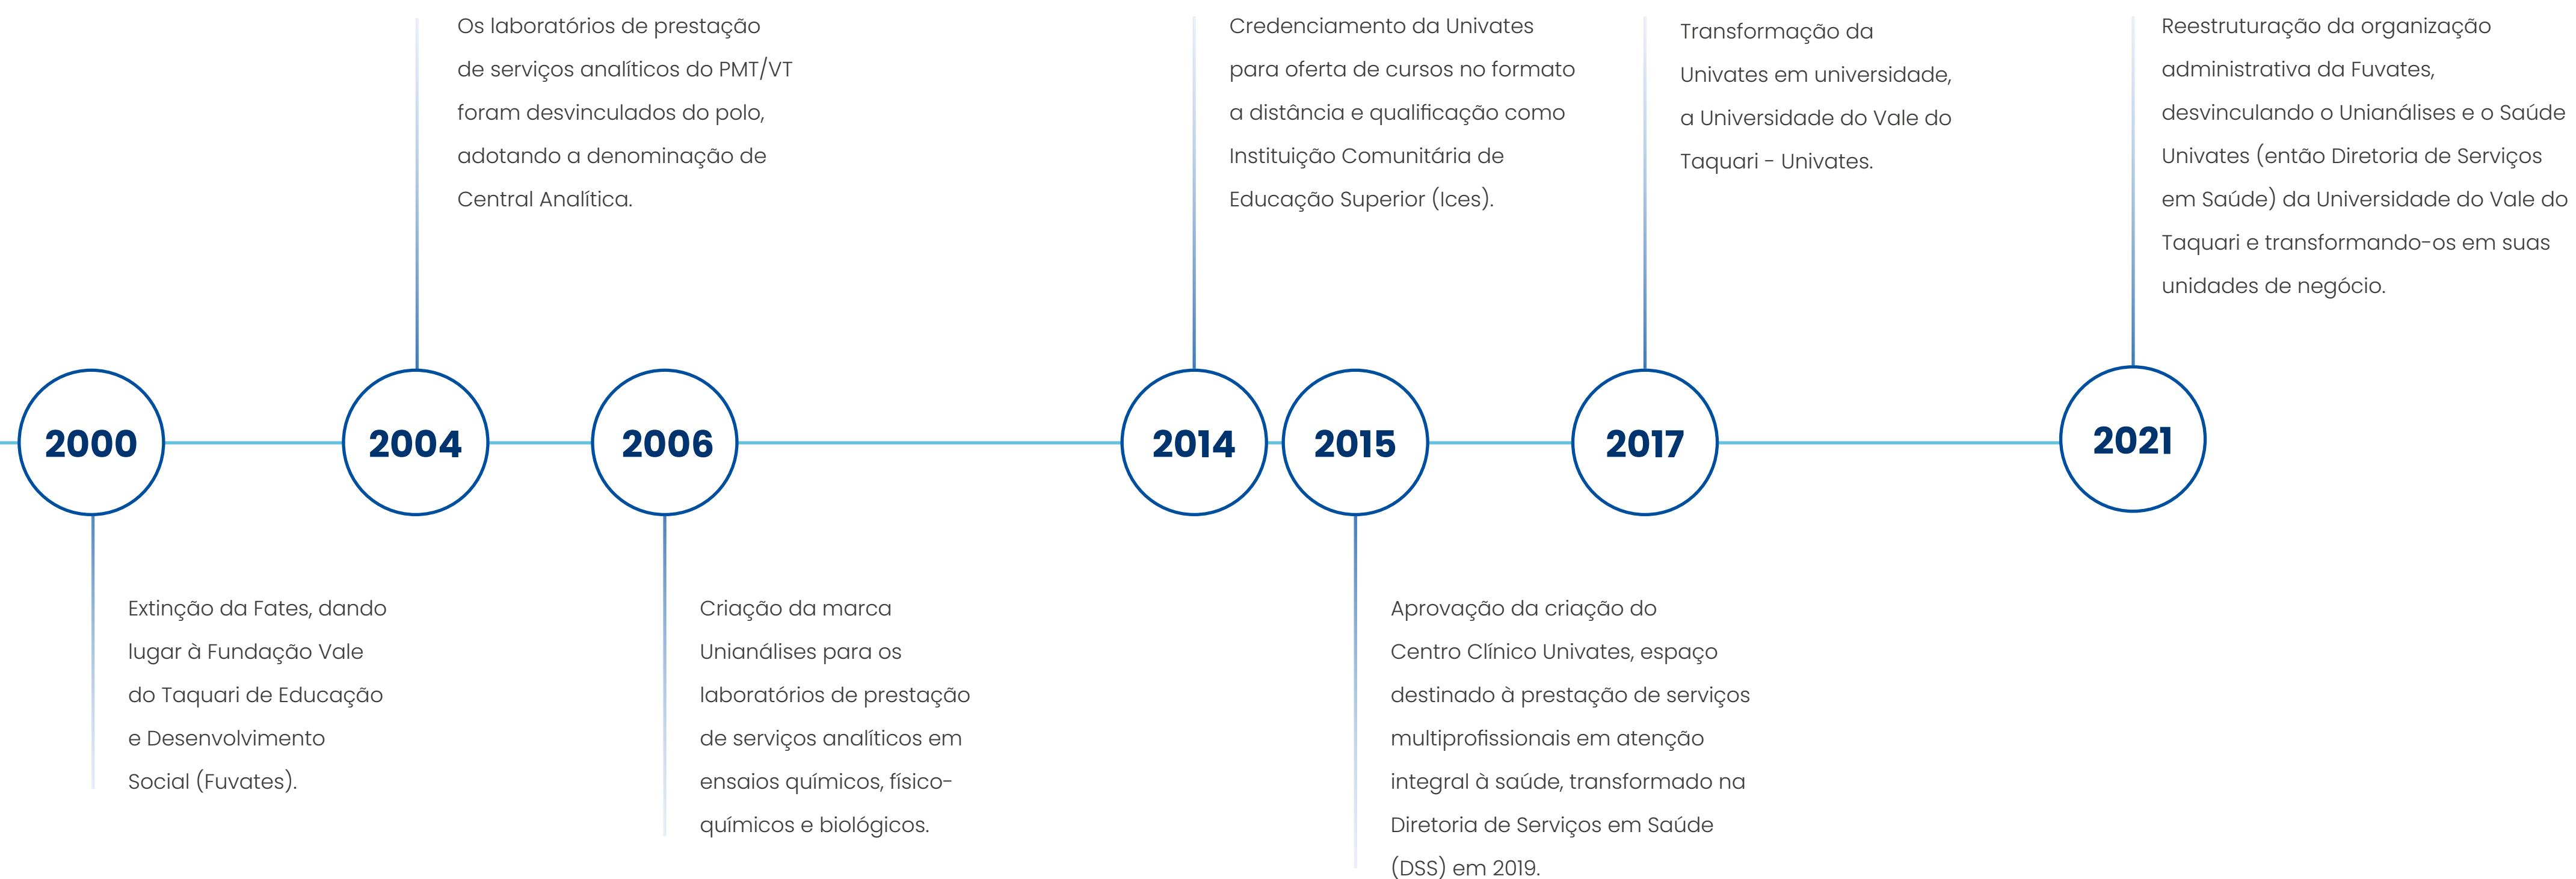 Os laboratórios de prestação
de serviços analíticos do PMT/VT
foram desvinculados do polo,
adotando a denominação de
Central Analítica.
Credenciamento da Univates
para oferta de cursos no formato
a distância e qualificação como
Instituição Comunitária de
Educação Superior (Ices).
Transformação da
Univates em universidade,
a Universidade do Vale do
Taquari - Univates.
Reestruturação da organização
administrativa da Fuvates,
desvinculando o Unianálises e o Saúde
Univates (então Diretoria de Serviços
em Saúde) da Universidade do Vale do
Taquari e transformando-os em suas
unidades de negócio.
2000
2004
2006
2014
2015
2017
2021
Extinção da Fates, dando
lugar à Fundação Vale
do Taquari de Educação
e Desenvolvimento
Social (Fuvates).
Criação da marca
Unianálises para os
laboratórios de prestação
de serviços analíticos em
ensaios químicos, físico-
químicos e biológicos.
Aprovação da criação do
Centro Clínico Univates, espaço
destinado à prestação de serviços
multiprofissionais em atenção
integral à saúde, transformado na
Diretoria de Serviços em Saúde
(DSS) em 2019.